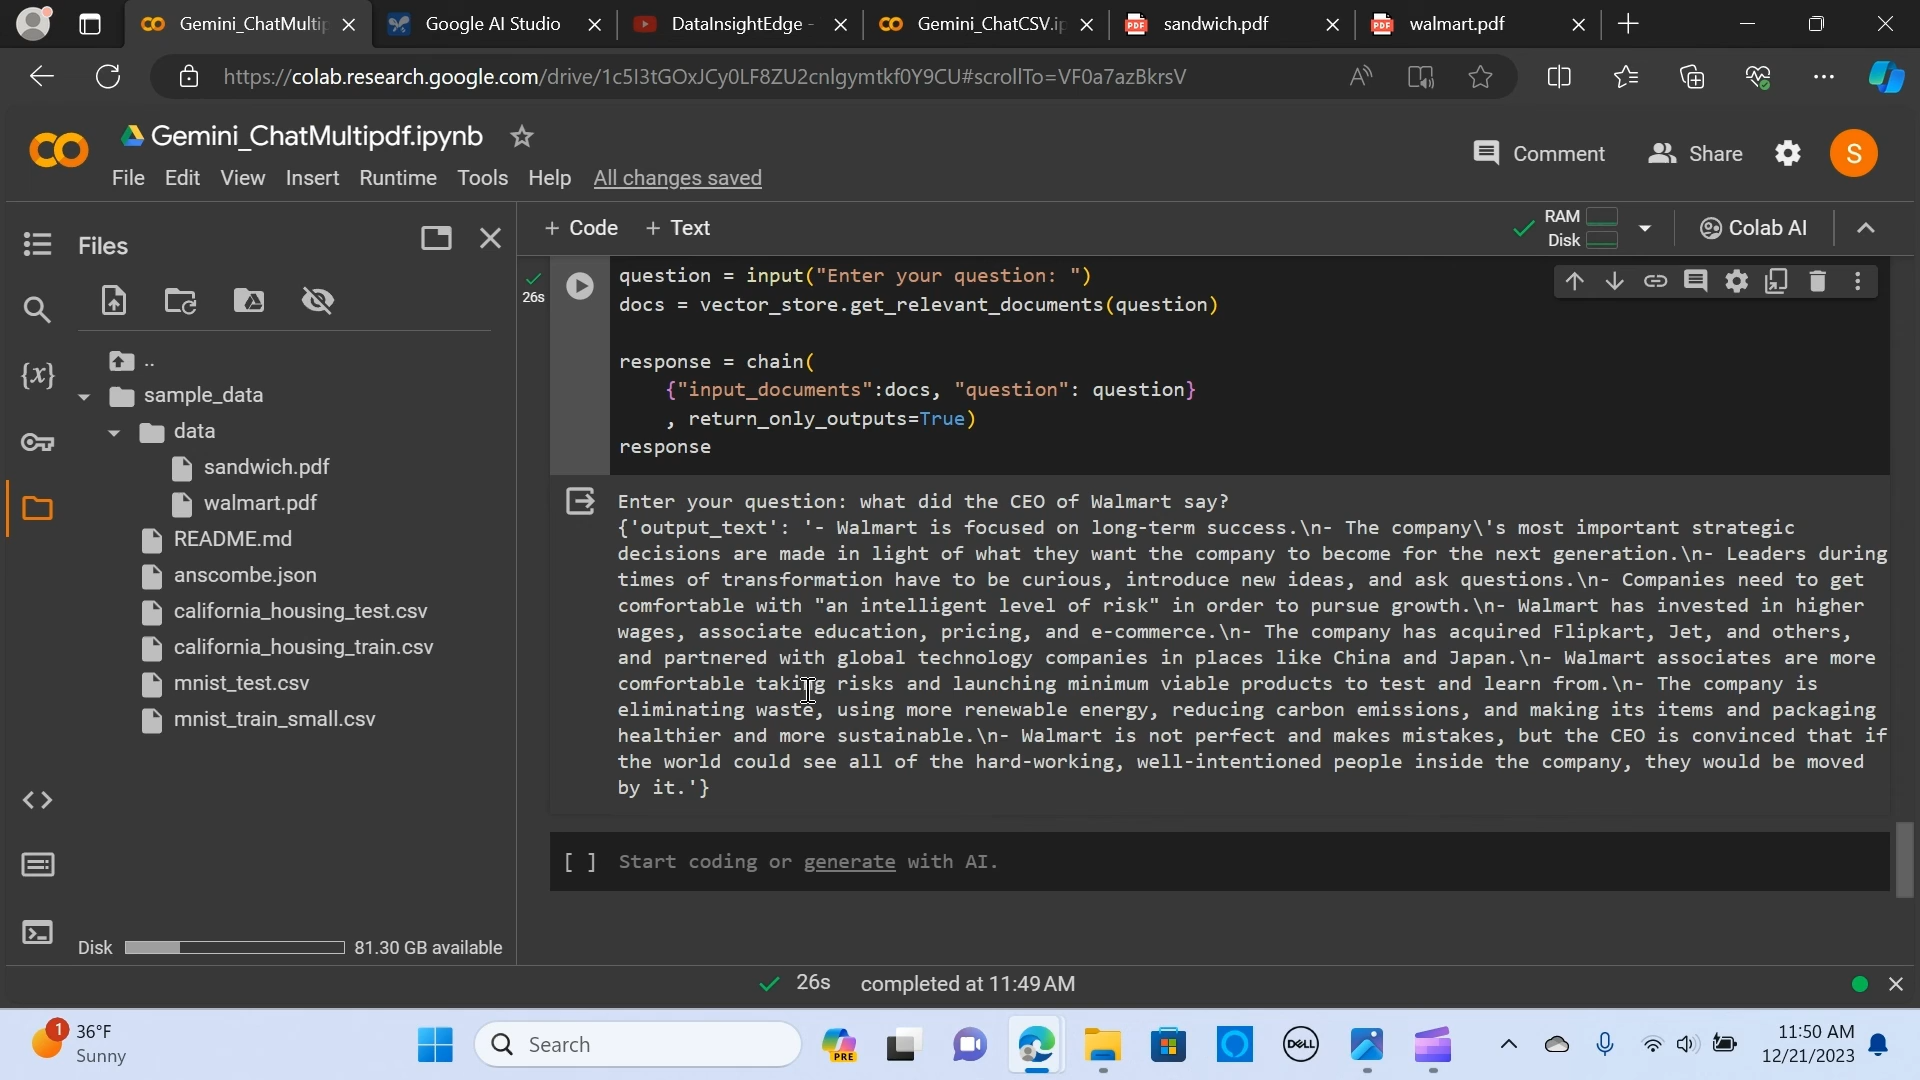 Gemini_ChatMultip
Google AI Studio
DataInsightEdge -
Gemini_ChatCSV.ip
PDF
sandwich.pdf
PDF
walmart.pdf
https://colab.research.google.com/drive/1c5I3tGOxJCy0LF8ZU2cnlgymtkf0Y9CU#scrollTo=VF0a7azBkrsV
Gemini_ChatMultipdf.ipynb
File Edit View Insert Runtime Tools Help All changes saved
Comment
Share
S
Files
+ Code + Text
RAM
Disk
Colab AI
..
sample_data
data
sandwich.pdf
walmart.pdf
README.md
anscombe.json
california_housing_test.csv
california_housing_train.csv
mnist_test.csv
mnist_train_small.csv
Disk 81.30 GB available
26s
question = input("Enter your question: ")
docs = vector_store.get_relevant_documents(question)
response = chain(
{"input_documents":docs, "question": question}
, return_only_outputs=True)
response
Enter your question: what did the CEO of Walmart say?
{'output_text': '- Walmart is focused on long-term success.\n- The company\'s most important strategic
decisions are made in light of what they want the company to become for the next generation.\n- Leaders during
times of transformation have to be curious, introduce new ideas, and ask questions.\n- Companies need to get
comfortable with "an intelligent level of risk" in order to pursue growth.\n- Walmart has invested in higher
wages, associate education, pricing, and e-commerce.\n- The company has acquired Flipkart, Jet, and others,
and partnered with global technology companies in places like China and Japan.\n- Walmart associates are more
comfortable taking risks and launching minimum viable products to test and learn from.\n- The company is
eliminating waste, using more renewable energy, reducing carbon emissions, and making its items and packaging
healthier and more sustainable.\n- Walmart is not perfect and makes mistakes, but the CEO is convinced that if
the world could see all of the hard-working, well-intentioned people inside the company, they would be moved
by it.'}
[ ] Start coding or generate with AI.
26s completed at 11:49 AM
1
36°F
Sunny
Search
PRE
DELL
11:50 AM
12/21/2023